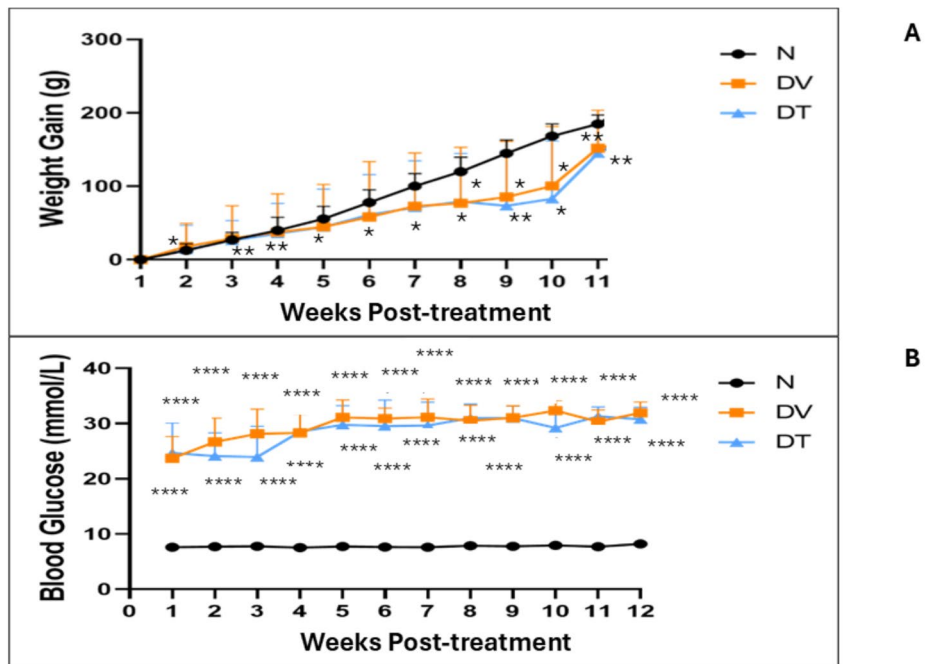 A
300
200
100
0
Weight Gain (g)
N
DV
DT
* ** ** * * * * * ** * * * ** **
1 2 3 4 5 6 7 8 9 10 11
Weeks Post-treatment
B
40
30
20
10
0
Blood Glucose (mmol/L)
N
DV
DT
**** **** **** **** **** **** **** **** **** **** **** ****
**** **** **** **** **** **** **** **** **** **** **** ****
0 1 2 3 4 5 6 7 8 9 10 11 12
Weeks Post-treatment